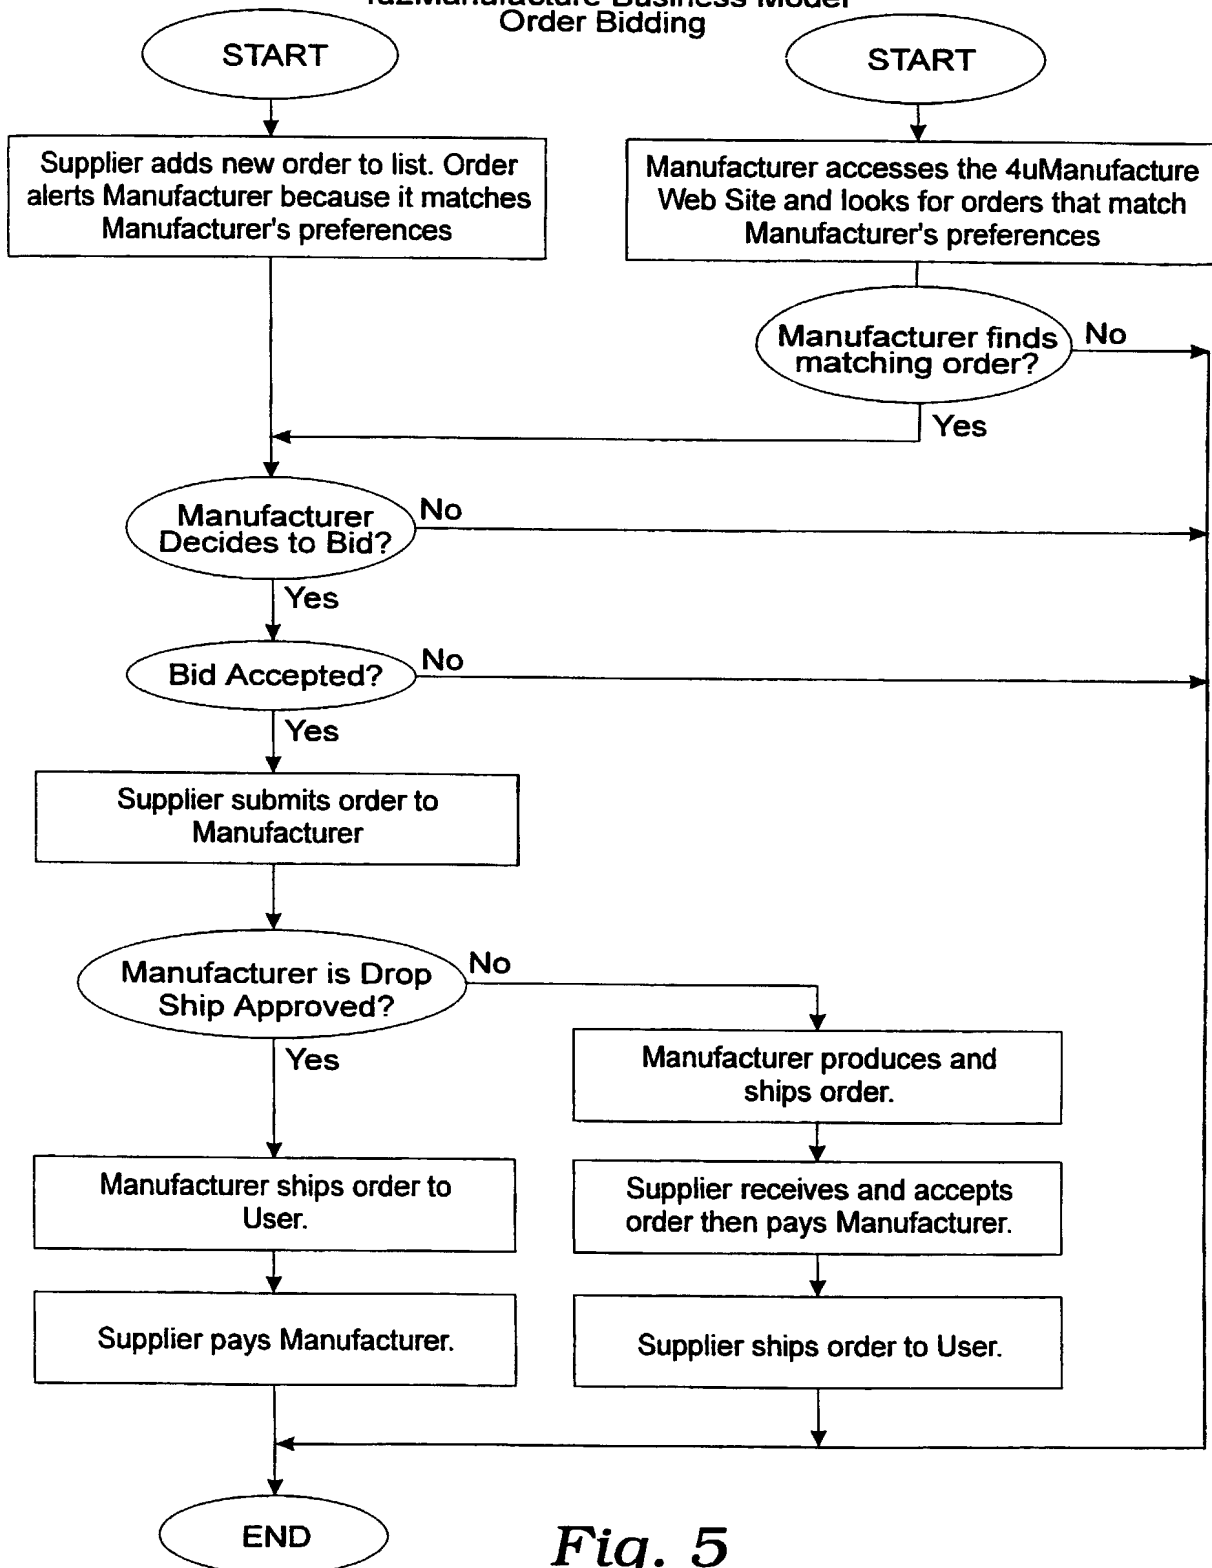 Order Bidding
START
START
Supplier adds new order to list. Order
alerts Manufacturer because it matches
Manufacturer's preferences
Manufacturer accesses the 4uManufacture
Web Site and looks for orders that match
Manufacturer's preferences
Manufacturer finds
matching order?
No
Yes
Manufacturer
Decides to Bid?
No
Yes
Bid Accepted?
No
Yes
Supplier submits order to
Manufacturer
Manufacturer is Drop
Ship Approved?
No
Yes
Manufacturer produces and
ships order.
Manufacturer ships order to
User.
Supplier receives and accepts
order then pays Manufacturer.
Supplier pays Manufacturer.
Supplier ships order to User.
END
Fig. 5